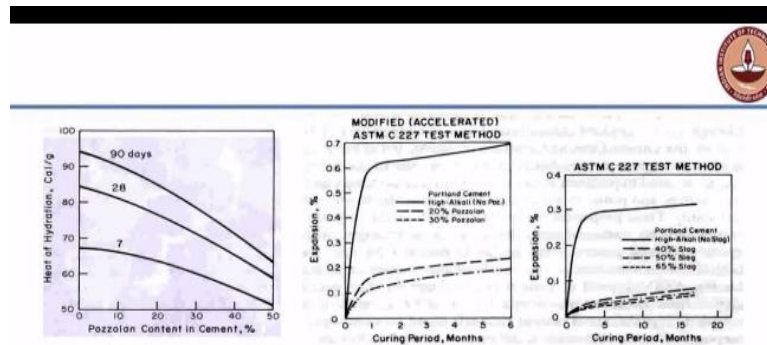 100
90
80
70
60
50
Heat of Hydration, Cal/g
90 days
28
7
0 10 20 30 40 50
Pozzolan Content in Cement, %
MODIFIED (ACCELERATED)
ASTM C 227 TEST METHOD
0.7
0.6
0.5
0.4
0.3
0.2
0.1
0
Expansion, %
Portland Cement
High-Alkali (No Poz.)
20% Pozzolan
30% Pozzolan
0 1 2 3 4 5 6
Curing Period, Months
ASTM C 227 TEST METHOD
0.4
0.3
0.2
0.1
0
Expansion, %
Portland Cement
High-Alkali (No Slag)
40% Slag
50% Slag
65% Slag
0 5 10 15 20
Curing Period, Months